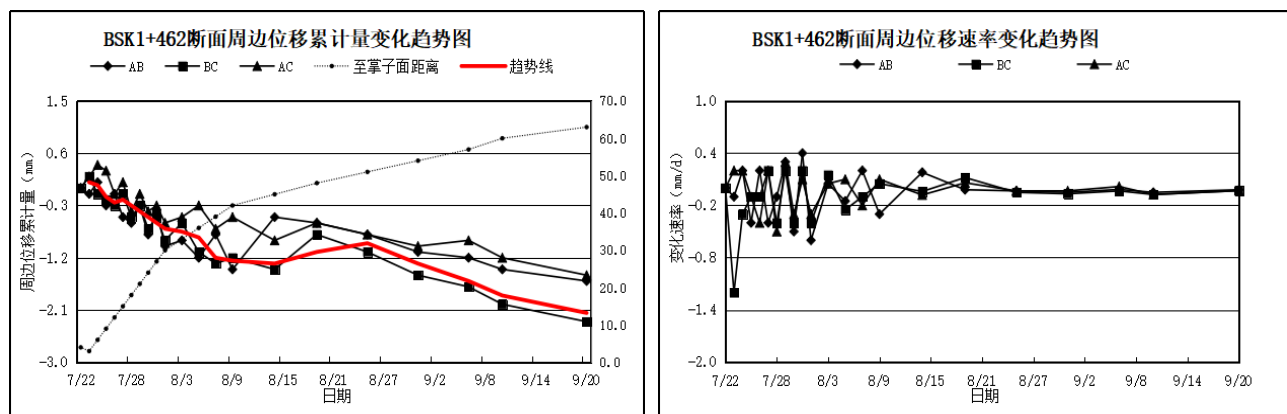 BSK1+462断面周边位移累计量变化趋势图
AB BC AC 至掌子面距离 趋势线
周边位移累计量（mm）
1.5
0.6
-0.3
-1.2
-2.1
-3.0
70.0
60.0
50.0
40.0
30.0
20.0
10.0
0.0
7/22 7/28 8/3 8/9 8/15 8/21 8/27 9/2 9/8 9/14 9/20
日期
BSK1+462断面周边位移速率变化趋势图
AB BC AC
变化速率（mm/d）
1.0
0.4
-0.2
-0.8
-1.4
-2.0
7/22 7/28 8/3 8/9 8/15 8/21 8/27 9/2 9/8 9/14 9/20
日期